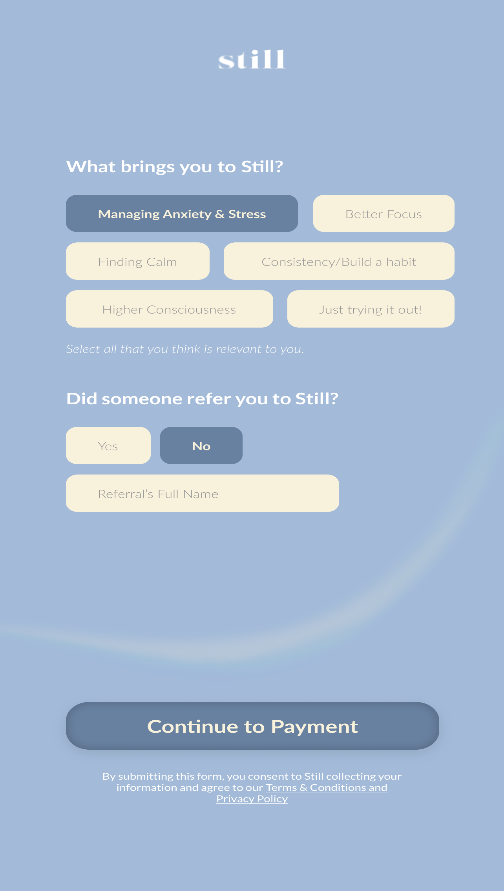 still
What brings you to Still?
Managing Anxiety & Stress
Better Focus
Finding Calm
Consistency/Build a habit
Higher Consciousness
Just trying it out!
Select all that you think is relevant to you.
Did someone refer you to Still?
Yes
No
Referral's Full Name
Continue to Payment
By submitting this form, you consent to Still collecting your
information and agree to our Terms & Conditions and
Privacy Policy